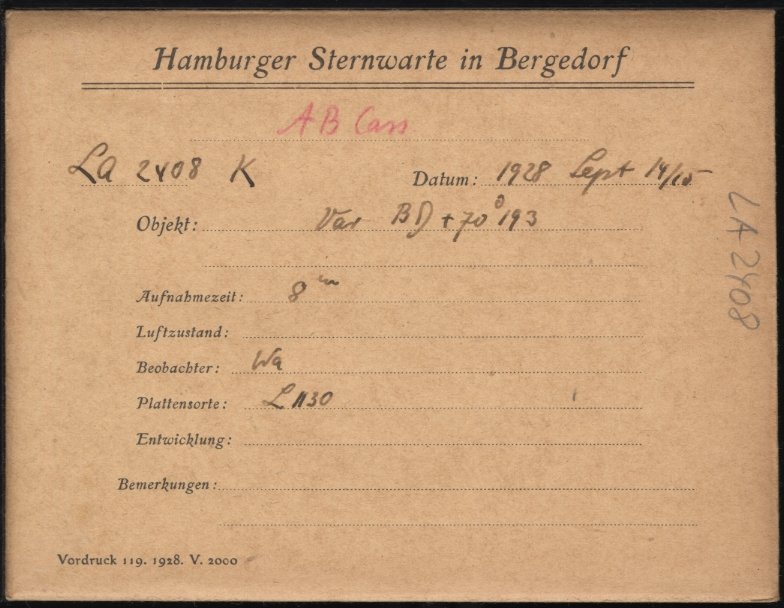 Hamburger Sternwarte in Bergedorf
AB Cass
La 2408 K
Datum: 1928 Sept 14/15
Objekt: Var BD +70° 193
Aufnahmezeit: 8 m
Luftzustand:
Beobachter: Wa
Plattensorte: L 1130
Entwicklung:
Bemerkungen:
Vordruck 119. 1928. V. 2000
LA 2408